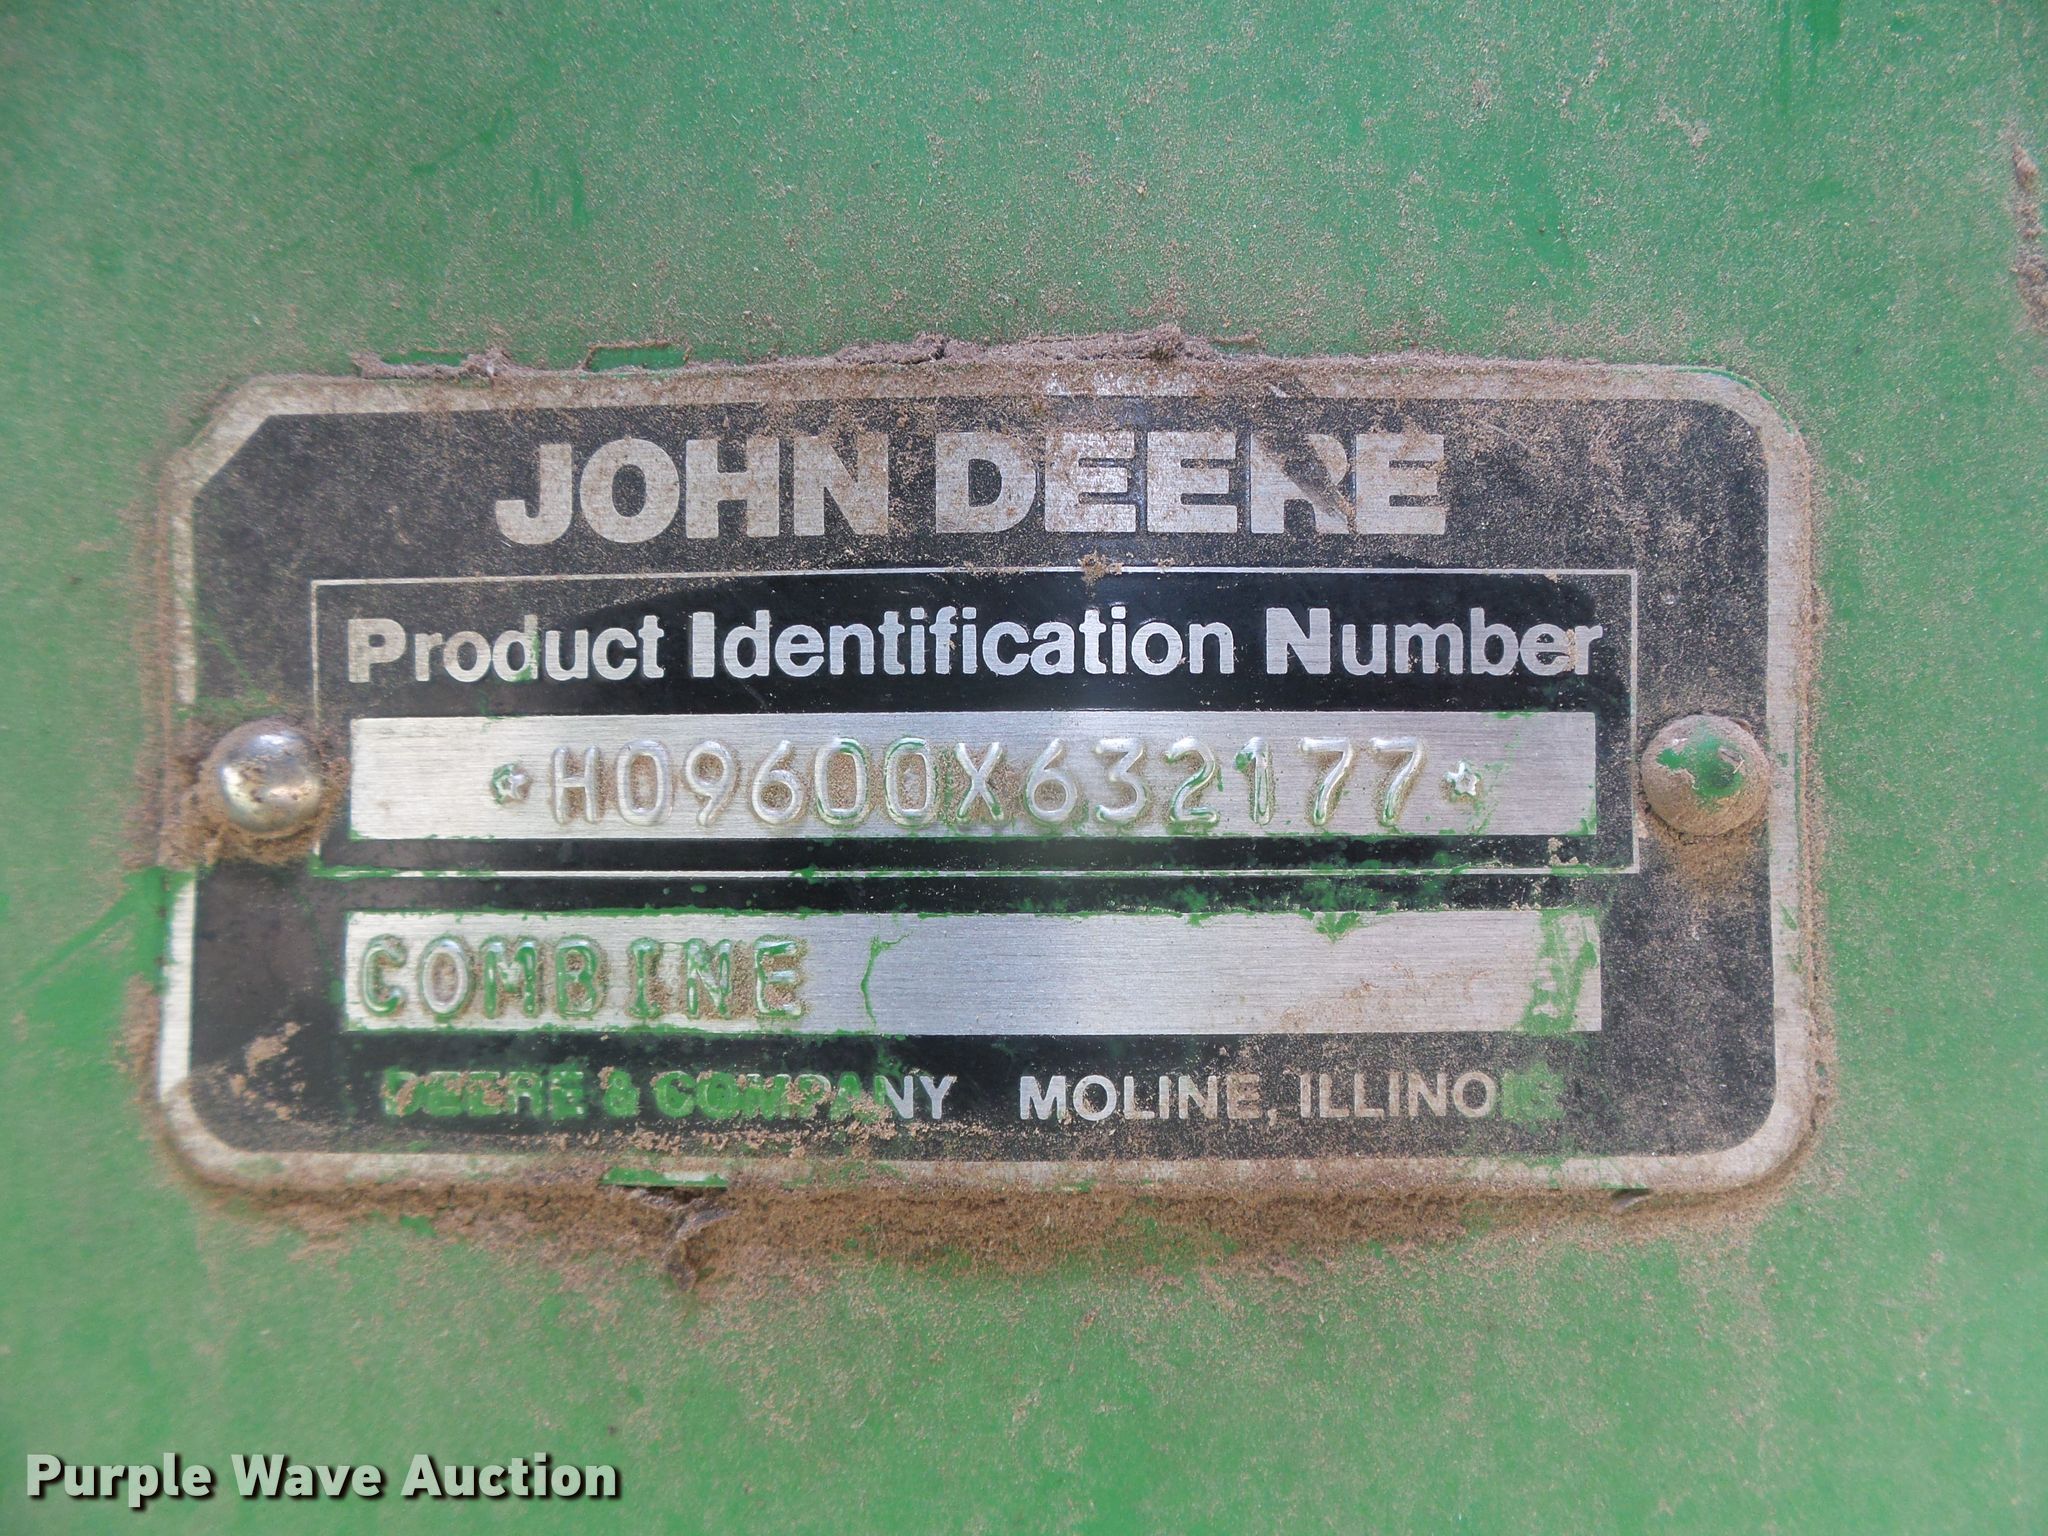 JOHN DEERE
Product Identification Number
*H09600X632177*
COMBINE
DEERE & COMPANY MOLINE, ILLINOIS
Purple Wave Auction